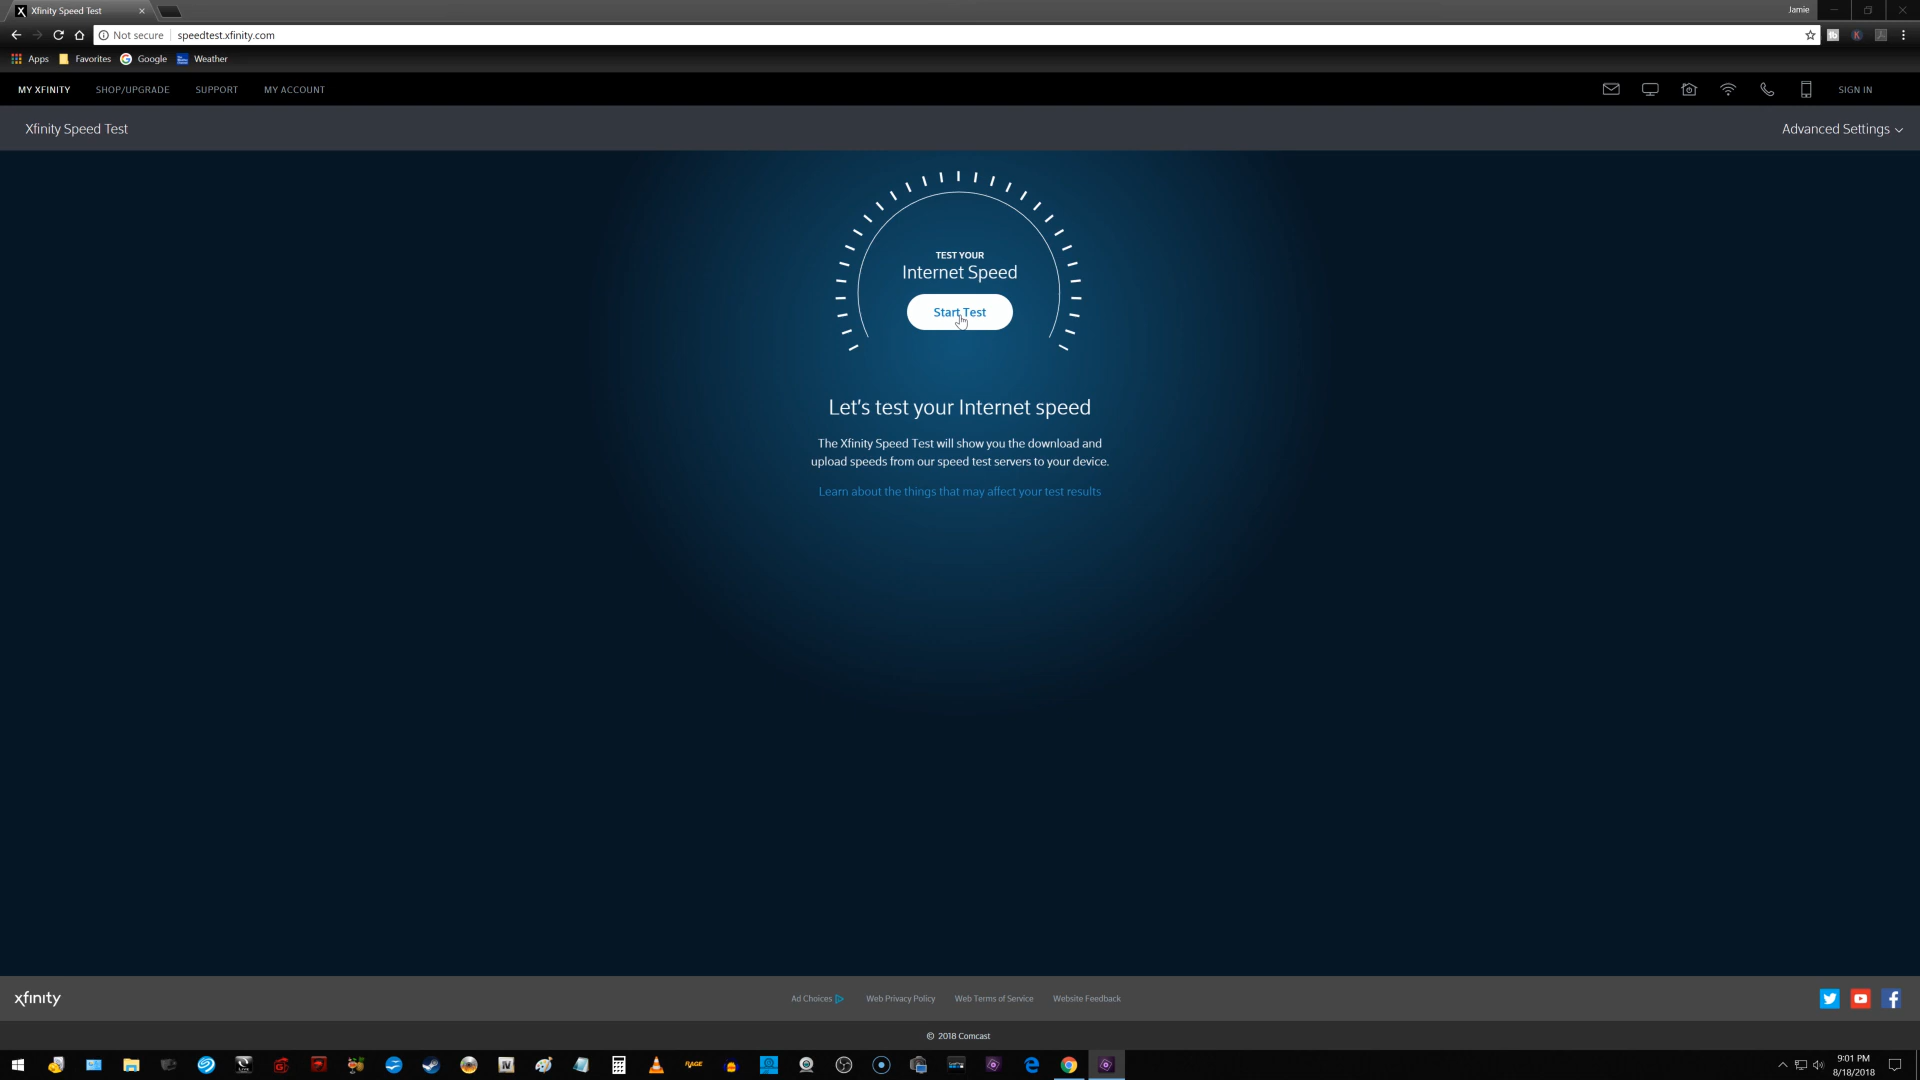 Xfinity Speed Test
Jamie
Not secure speedtest.xfinity.com
Apps Favorites Google Weather
MY XFINITY SHOP/UPGRADE SUPPORT MY ACCOUNT SIGN IN
Xfinity Speed Test Advanced Settings
TEST YOUR
Internet Speed
Start Test
Let's test your Internet speed
The Xfinity Speed Test will show you the download and
upload speeds from our speed test servers to your device.
Learn about the things that may affect your test results
xfinity Ad Choices Web Privacy Policy Web Terms of Service Website Feedback
© 2018 Comcast
RAGE
9:01 PM
8/18/2018